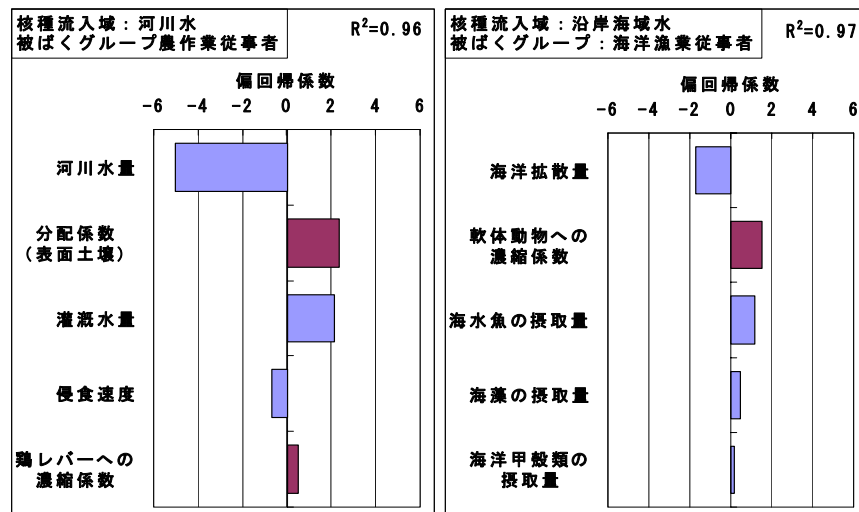 核種流入域：河川水
被ばくグループ農作業従事者
R²=0.96
偏回帰係数
-6 -4 -2 0 2 4 6
河川水量
分配係数
（表面土壌）
灌漑水量
侵食速度
鶏レバーへの
濃縮係数
核種流入域：沿岸海域水
被ばくグループ：海洋漁業従事者
R²=0.97
偏回帰係数
-6 -4 -2 0 2 4 6
海洋拡散量
軟体動物への
濃縮係数
海水魚の摂取量
海藻の摂取量
海洋甲殻類の
摂取量